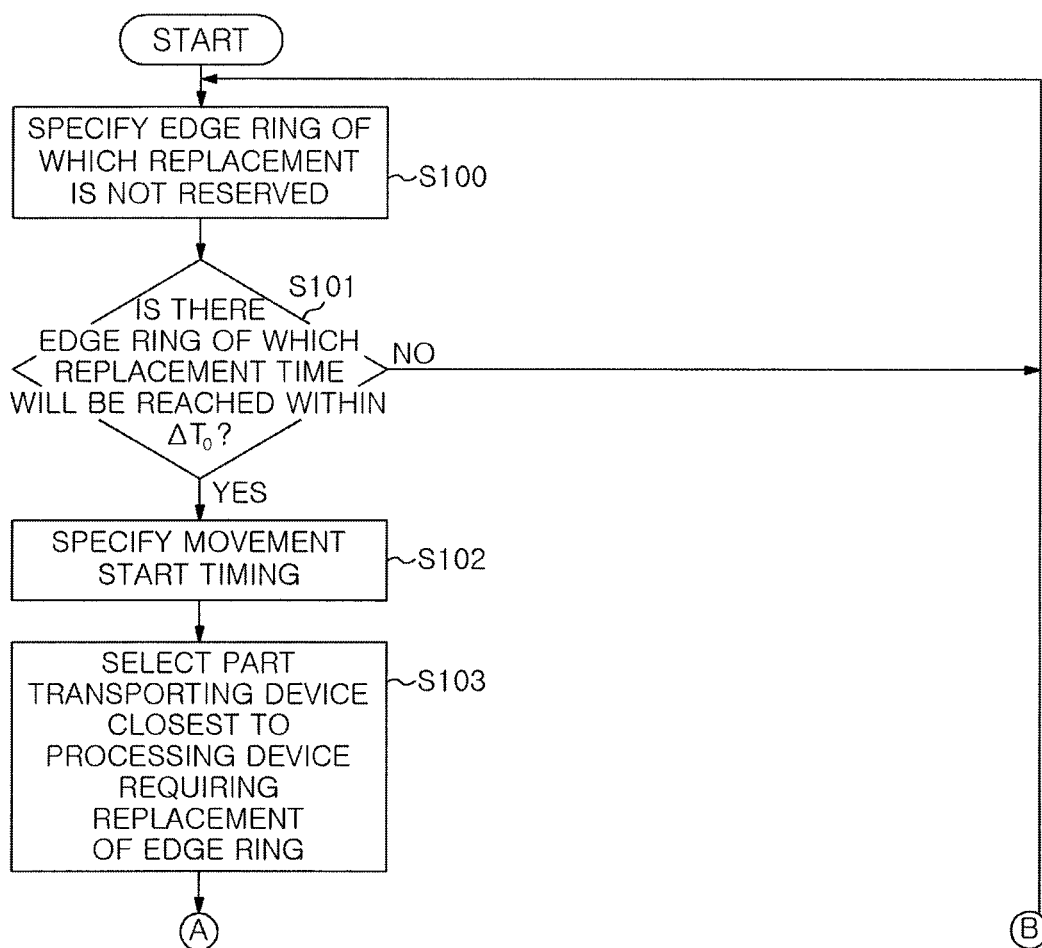 START
SPECIFY EDGE RING OF
WHICH REPLACEMENT
IS NOT RESERVED
S100
S101
IS THERE
EDGE RING OF WHICH
REPLACEMENT TIME
WILL BE REACHED WITHIN
ΔT₀?
NO
YES
SPECIFY MOVEMENT
START TIMING
S102
SELECT PART
TRANSPORTING DEVICE
CLOSEST TO
PROCESSING DEVICE
REQUIRING
REPLACEMENT
OF EDGE RING
S103
A
B